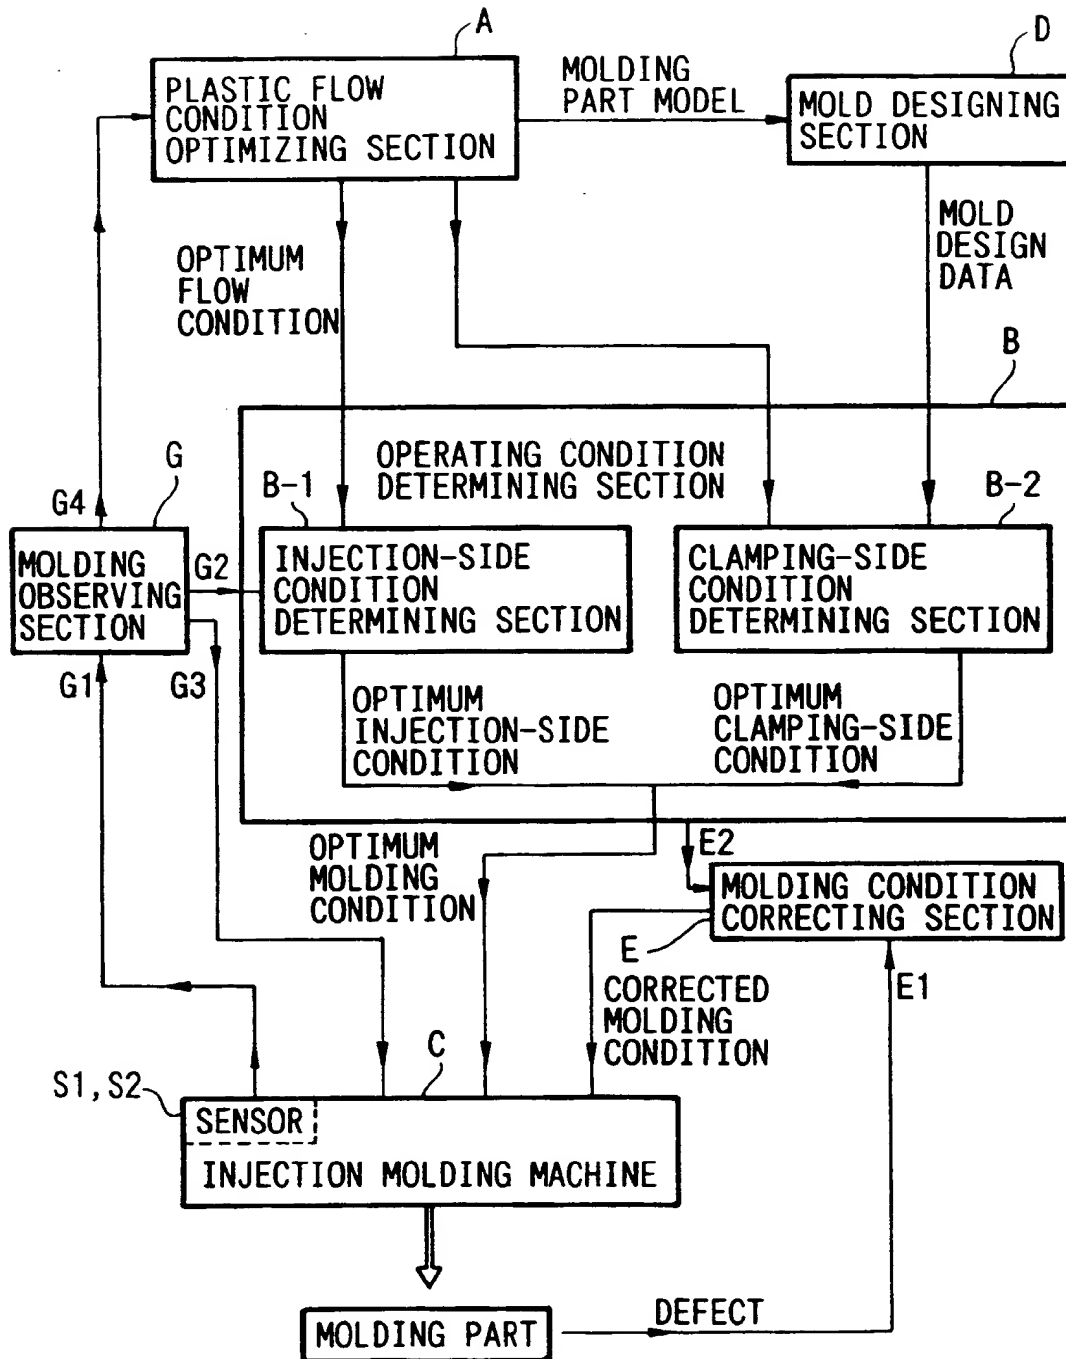 A
D
PLASTIC FLOW
CONDITION
OPTIMIZING SECTION
MOLDING
PART MODEL
MOLD DESIGNING
SECTION
OPTIMUM
FLOW
CONDITION
MOLD
DESIGN
DATA
B
OPERATING CONDITION
DETERMINING SECTION
G
G4
B-1
B-2
MOLDING
OBSERVING
SECTION
G2
INJECTION-SIDE
CONDITION
DETERMINING SECTION
CLAMPING-SIDE
CONDITION
DETERMINING SECTION
G1
G3
OPTIMUM
INJECTION-SIDE
CONDITION
OPTIMUM
CLAMPING-SIDE
CONDITION
OPTIMUM
MOLDING
CONDITION
E2
MOLDING CONDITION
CORRECTING SECTION
E
E1
CORRECTED
MOLDING
CONDITION
C
S1,S2
SENSOR
INJECTION MOLDING MACHINE
MOLDING PART
DEFECT